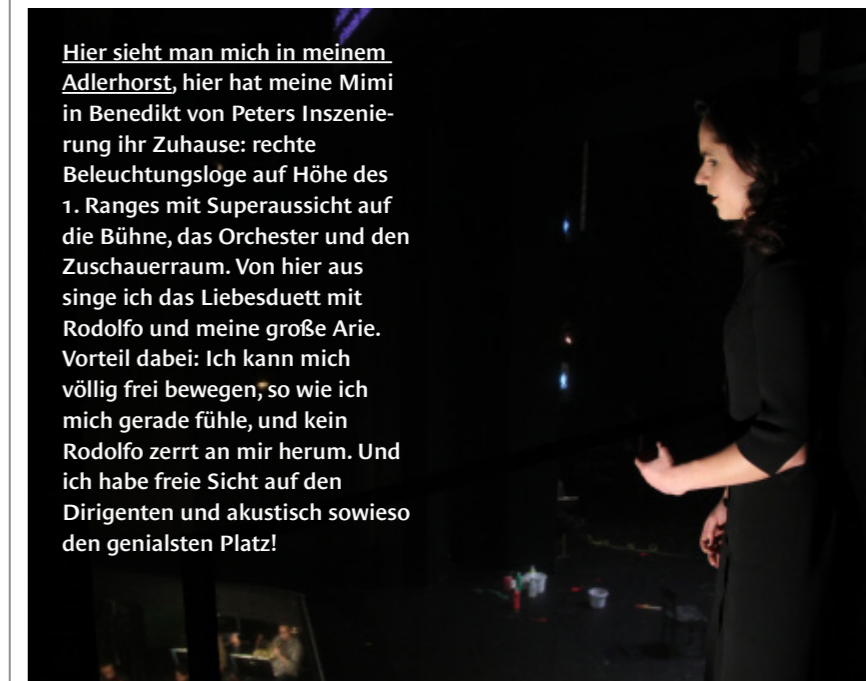 Hier sieht man mich in meinem
Adlerhorst, hier hat meine Mimi
in Benedikt von Peters Inszenie-
rung ihr Zuhause: rechte
Beleuchtungsloge auf Höhe des
1. Ranges mit Superaussicht auf
die Bühne, das Orchester und den
Zuschauerraum. Von hier aus
singe ich das Liebesduett mit
Rodolfo und meine große Arie.
Vorteil dabei: Ich kann mich
völlig frei bewegen, so wie ich
mich gerade fühle, und kein
Rodolfo zerrt an mir herum. Und
ich habe freie Sicht auf den
Dirigenten und akustisch sowieso
den genialsten Platz!